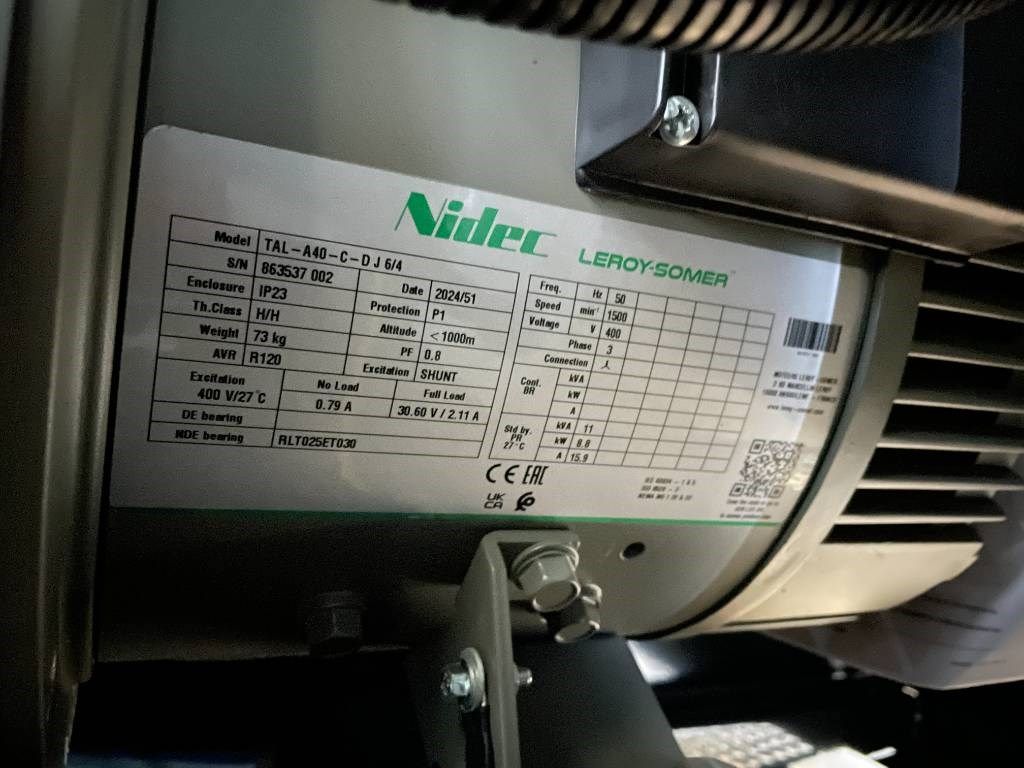 Nidec
LEROY-SOMER™
Model TAL-A40-C-D J 6/4
S/N 863537 002 Date 2024/51
Enclosure IP23 Protection P1
Th.Class H/H Altitude <1000m
Weight 73 kg PF 0.8
AVR R120 Excitation SHUNT
Excitation No Load Full Load
400 V/27°C 0.79 A 30.60 V / 2.11 A
DE bearing
NDE bearing RLT025ET030
Freq. Hz 50
Speed min⁻¹ 1500
Voltage V 400
Phase 3
Connection
Cont. BR kVA
kW
A
Std by. PR 27°C kVA 11
kW 8.8
A 15.9
CE EAC
UK CA
MOTEURS LEROY-SOMER